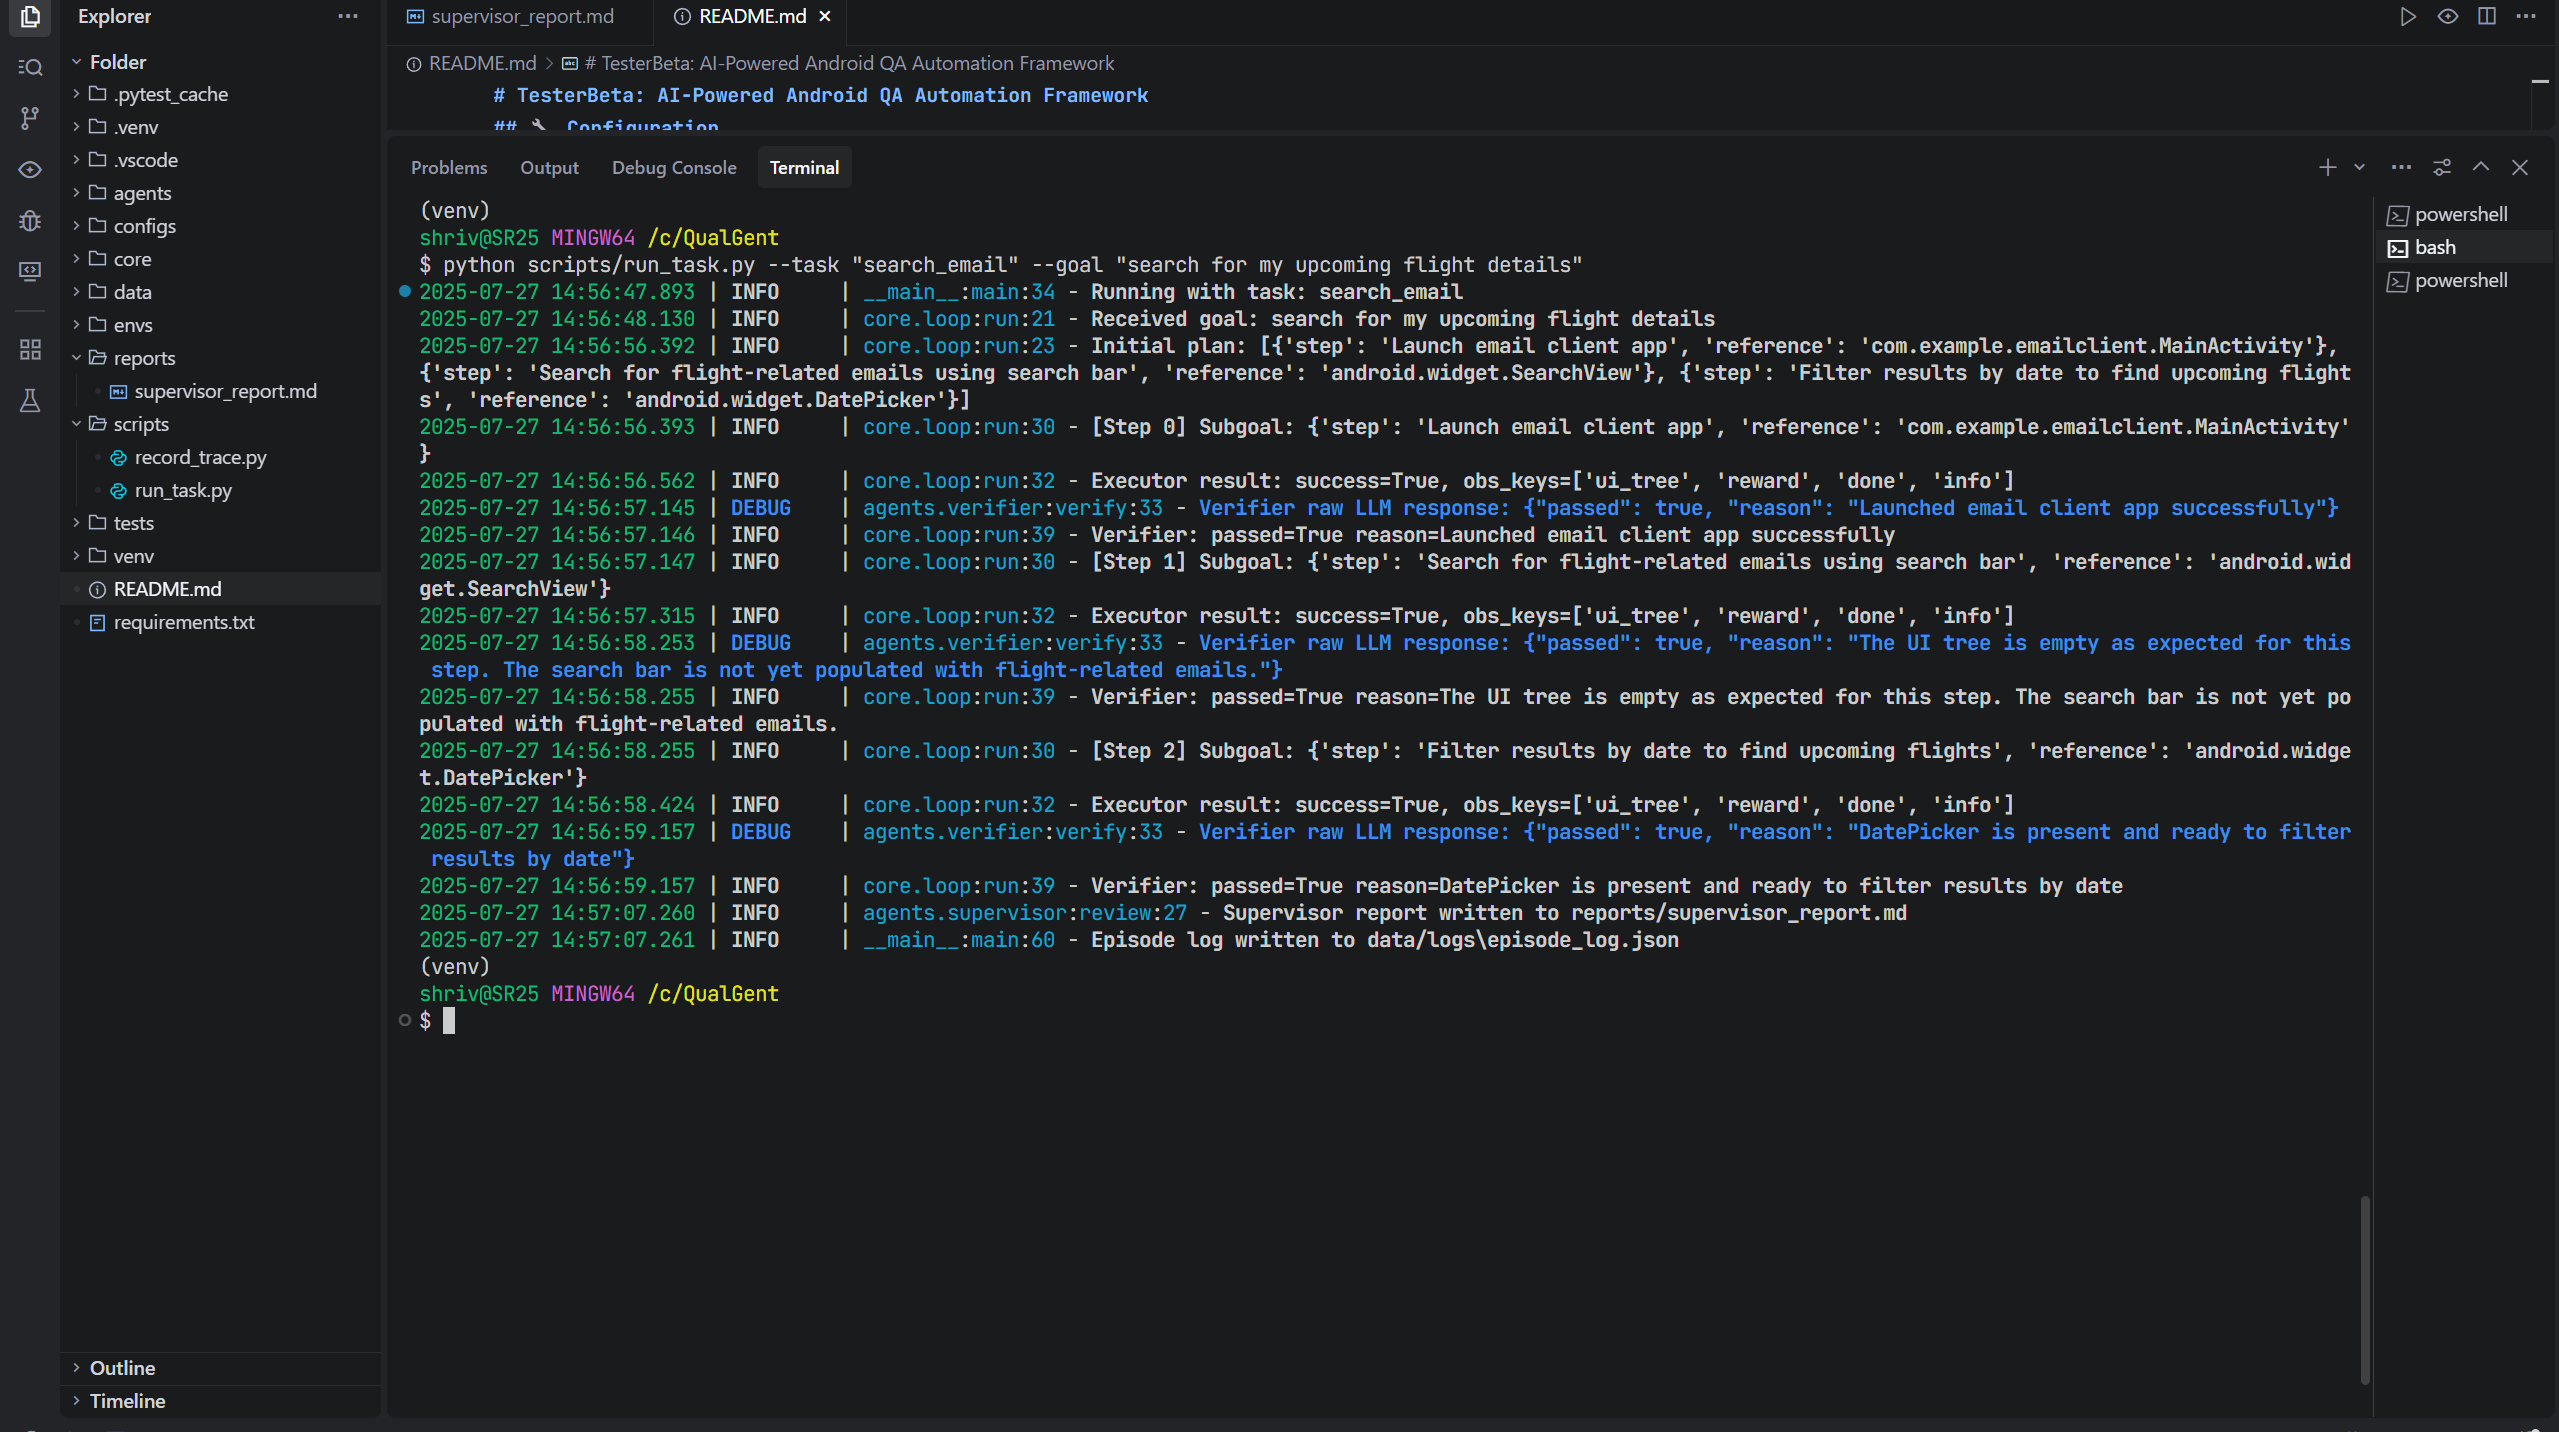 Explorer
Folder
.pytest_cache
.venv
.vscode
agents
configs
core
data
envs
reports
supervisor_report.md
scripts
record_trace.py
run_task.py
tests
venv
README.md
requirements.txt
Outline
Timeline
supervisor_report.md
README.md
README.md > # TesterBeta: AI-Powered Android QA Automation Framework
# TesterBeta: AI-Powered Android QA Automation Framework
## 🔧 Configuration
Problems Output Debug Console Terminal
(venv)
shriv@SR25 MINGW64 /c/QualGent
$ python scripts/run_task.py --task "search_email" --goal "search for my upcoming flight details"
2025-07-27 14:56:47.893 | INFO     | __main__:main:34 - Running with task: search_email
2025-07-27 14:56:48.130 | INFO     | core.loop:run:21 - Received goal: search for my upcoming flight details
2025-07-27 14:56:56.392 | INFO     | core.loop:run:23 - Initial plan: [{'step': 'Launch email client app', 'reference': 'com.example.emailclient.MainActivity'},
{'step': 'Search for flight-related emails using search bar', 'reference': 'android.widget.SearchView'}, {'step': 'Filter results by date to find upcoming flight
s', 'reference': 'android.widget.DatePicker'}]
2025-07-27 14:56:56.393 | INFO     | core.loop:run:30 - [Step 0] Subgoal: {'step': 'Launch email client app', 'reference': 'com.example.emailclient.MainActivity'
}
2025-07-27 14:56:56.562 | INFO     | core.loop:run:32 - Executor result: success=True, obs_keys=['ui_tree', 'reward', 'done', 'info']
2025-07-27 14:56:57.145 | DEBUG    | agents.verifier:verify:33 - Verifier raw LLM response: {"passed": true, "reason": "Launched email client app successfully"}
2025-07-27 14:56:57.146 | INFO     | core.loop:run:39 - Verifier: passed=True reason=Launched email client app successfully
2025-07-27 14:56:57.147 | INFO     | core.loop:run:30 - [Step 1] Subgoal: {'step': 'Search for flight-related emails using search bar', 'reference': 'android.wid
get.SearchView'}
2025-07-27 14:56:57.315 | INFO     | core.loop:run:32 - Executor result: success=True, obs_keys=['ui_tree', 'reward', 'done', 'info']
2025-07-27 14:56:58.253 | DEBUG    | agents.verifier:verify:33 - Verifier raw LLM response: {"passed": true, "reason": "The UI tree is empty as expected for this
 step. The search bar is not yet populated with flight-related emails."}
2025-07-27 14:56:58.255 | INFO     | core.loop:run:39 - Verifier: passed=True reason=The UI tree is empty as expected for this step. The search bar is not yet po
pulated with flight-related emails.
2025-07-27 14:56:58.255 | INFO     | core.loop:run:30 - [Step 2] Subgoal: {'step': 'Filter results by date to find upcoming flights', 'reference': 'android.widge
t.DatePicker'}
2025-07-27 14:56:58.424 | INFO     | core.loop:run:32 - Executor result: success=True, obs_keys=['ui_tree', 'reward', 'done', 'info']
2025-07-27 14:56:59.157 | DEBUG    | agents.verifier:verify:33 - Verifier raw LLM response: {"passed": true, "reason": "DatePicker is present and ready to filter
 results by date"}
2025-07-27 14:56:59.157 | INFO     | core.loop:run:39 - Verifier: passed=True reason=DatePicker is present and ready to filter results by date
2025-07-27 14:57:07.260 | INFO     | agents.supervisor:review:27 - Supervisor report written to reports/supervisor_report.md
2025-07-27 14:57:07.261 | INFO     | __main__:main:60 - Episode log written to data/logs\episode_log.json
(venv)
shriv@SR25 MINGW64 /c/QualGent
$
powershell
bash
powershell